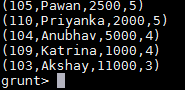 (105,Pawan,2500,5)
(110,Priyanka,2000,5)
(104,Anubhav,5000,4)
(109,Katrina,1000,4)
(103,Akshay,11000,3)
grunt>